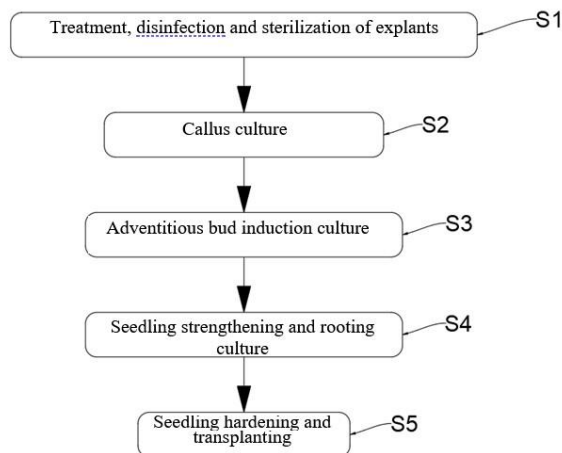 Treatment, disinfection and sterilization of explants
S1
Callus culture
S2
Adventitious bud induction culture
S3
Seedling strengthening and rooting
culture
S4
Seedling hardening and
transplanting
S5